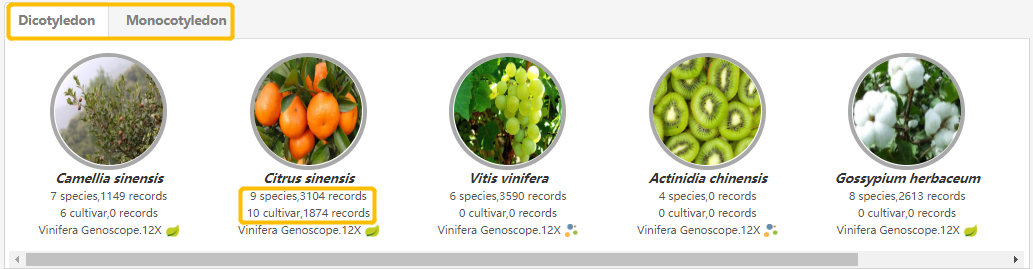 Dicotyledon Monocotyledon
Camellia sinensis
7 species,1149 records
6 cultivar,0 records
Vinifera Genoscope.12X
Citrus sinensis
9 species,3104 records
10 cultivar,1874 records
Vinifera Genoscope.12X
Vitis vinifera
6 species,3590 records
0 cultivar,0 records
Vinifera Genoscope.12X
Actinidia chinensis
4 species,0 records
0 cultivar,0 records
Vinifera Genoscope.12X
Gossypium herbaceum
8 species,2613 records
0 cultivar,0 records
Vinifera Genoscope.12X